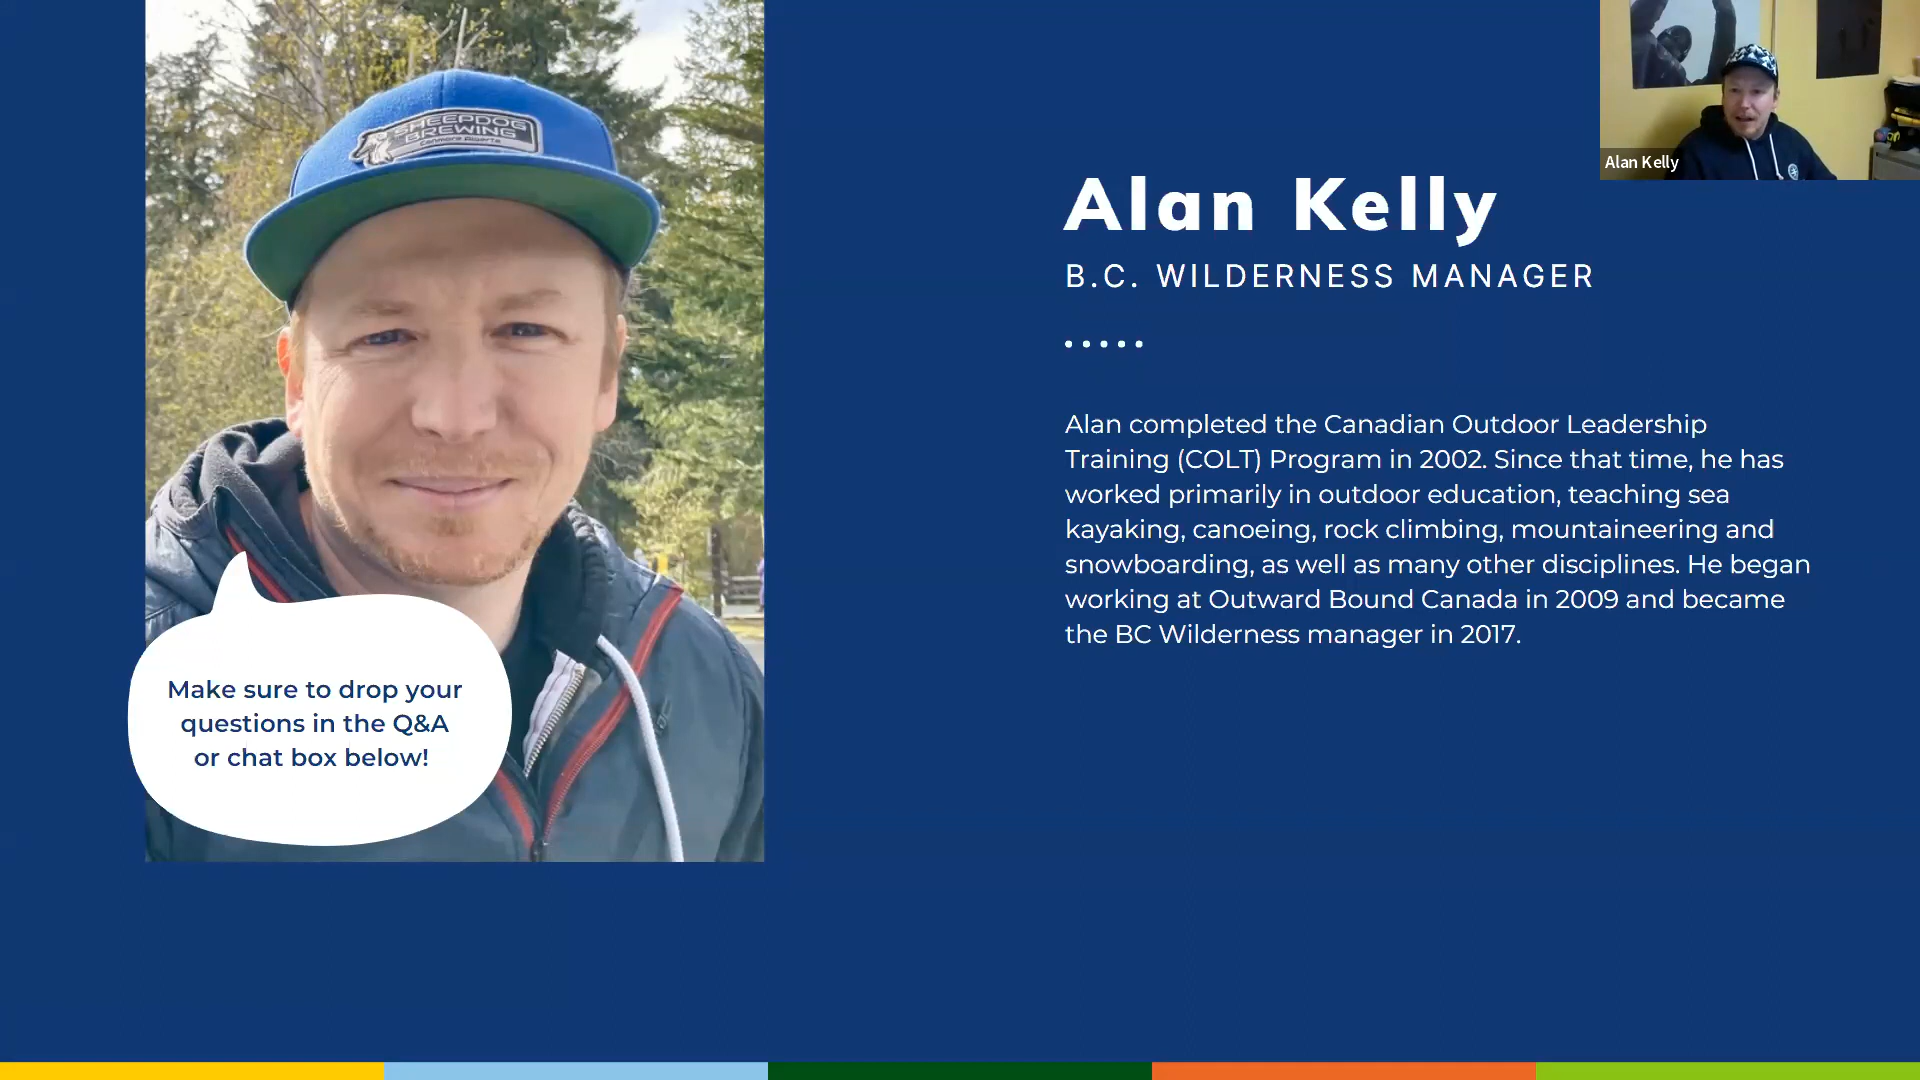 SHEEPDOG
BREWING
Canmore Alberta
Alan Kelly
Alan Kelly
B.C. WILDERNESS MANAGER
Alan completed the Canadian Outdoor Leadership
Training (COLT) Program in 2002. Since that time, he has
worked primarily in outdoor education, teaching sea
kayaking, canoeing, rock climbing, mountaineering and
snowboarding, as well as many other disciplines. He began
working at Outward Bound Canada in 2009 and became
the BC Wilderness manager in 2017.
Make sure to drop your
questions in the Q&A
or chat box below!